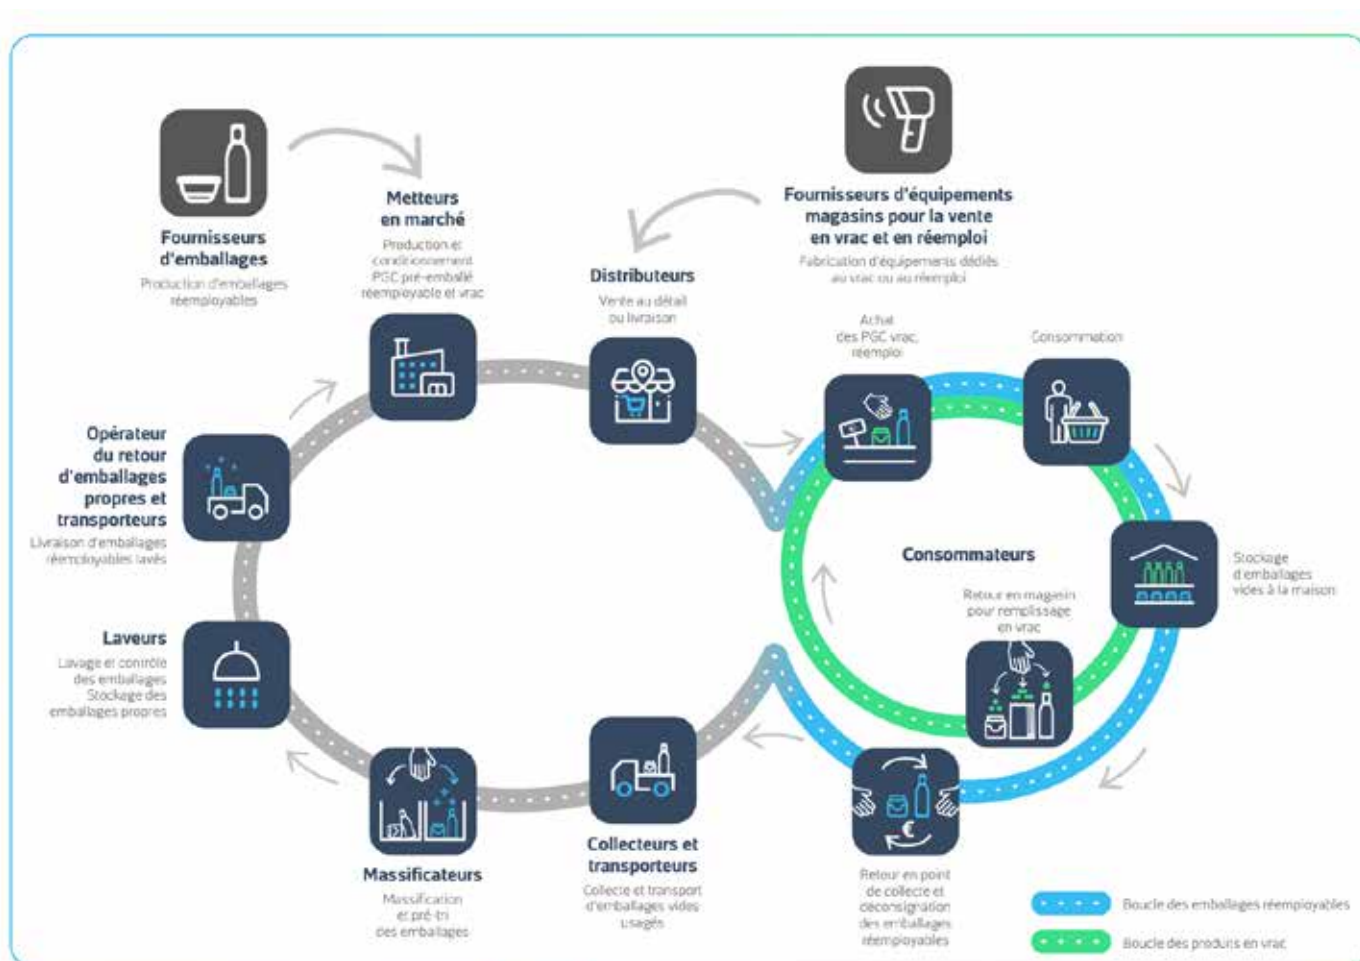 Fournisseurs
d'emballages
Production d'emballages
réemployables
Metteurs
en marché
Production et
conditionnement
PGC pré-emballé
réemployable et vrac
Distributeurs
Vente au détail
ou livraison
Fournisseurs d'équipements
magasins pour la vente
en vrac et en réemploi
Fabrication d'équipements dédiés
au vrac ou au réemploi
Achat
des PGC vrac,
réemploi
Consommation
Opérateur
du retour
d'emballages
propres et
transporteurs
Livraison d'emballages
réemployables lavés
Consommateurs
Stockage
d'emballages
vides à la maison
Retour en magasin
pour remplissage
en vrac
Laveurs
Lavage et contrôle
des emballages
Stockage des
emballages propres
€
Massificateurs
Massification
et pré-tri
des emballages
Collecteurs et
transporteurs
Collecte et transport
d'emballages vides
usagés
Retour en point
de collecte et
déconsignation
des emballages
réemployables
Boucle des emballages réemployables
Boucle des produits en vrac